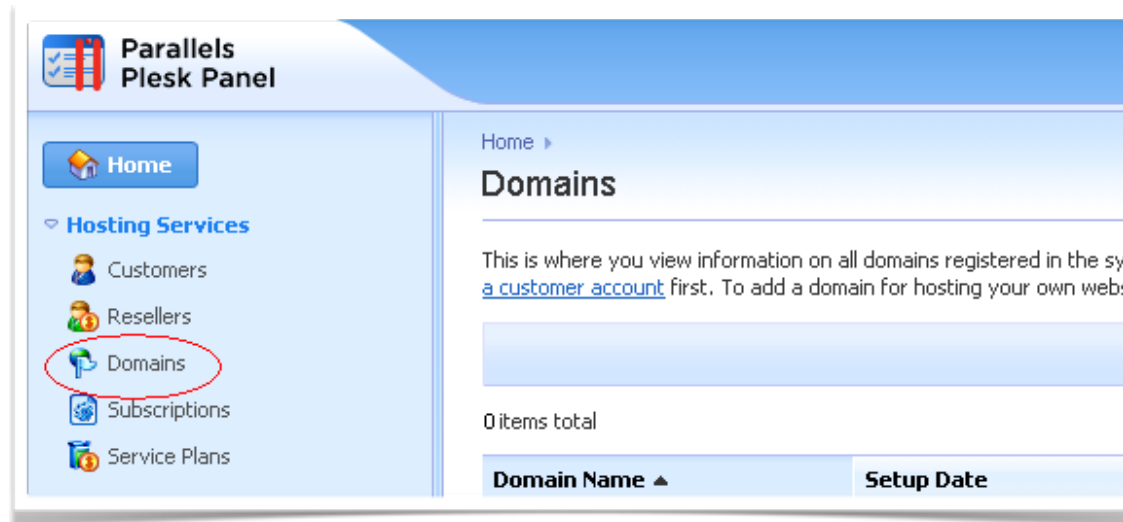 Parallels
Plesk Panel
Home
Hosting Services
Customers
Resellers
Domains
Subscriptions
Service Plans
Home
Domains
This is where you view information on all domains registered in the sy
a customer account first. To add a domain for hosting your own webs
0 items total
Domain Name Setup Date